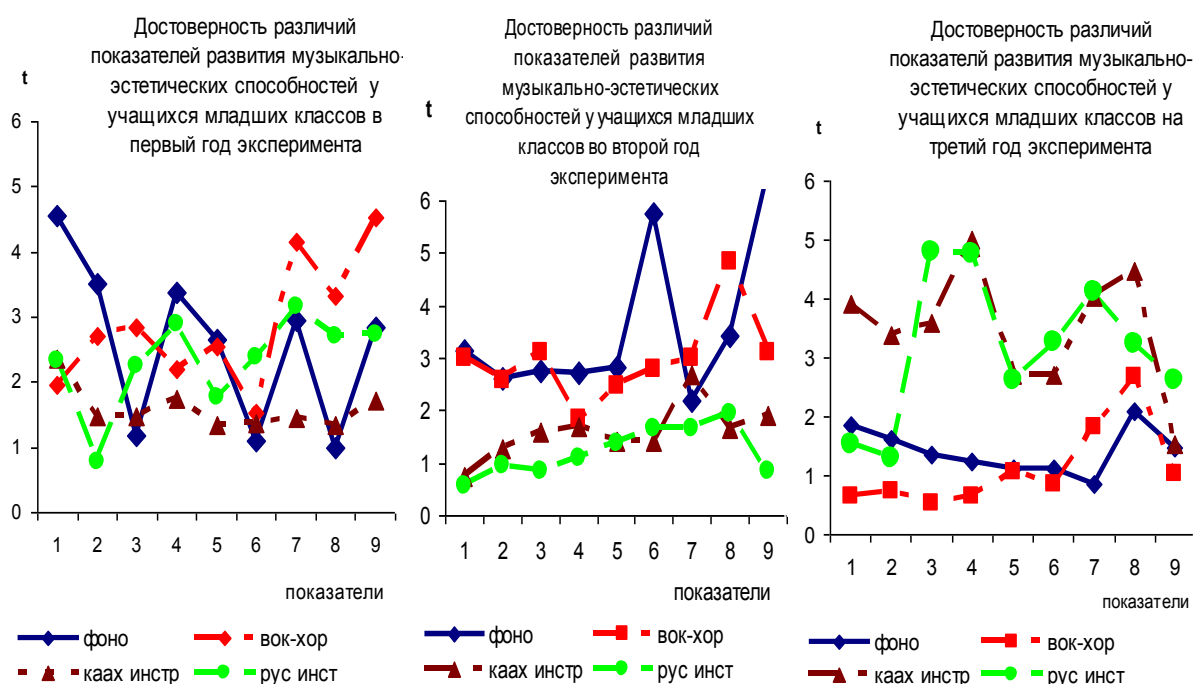 Достоверность различий
показателей развития музыкально-
эстетических способностей у
учащихся младших классов в
первый год эксперимента
t
6
5
4
3
2
1
0
1 2 3 4 5 6 7 8 9
показатели
фоно вок-хор
каах инстр рус инст
Достоверность различий
показателей развития
музыкально-эстетических
способностей у учащихся младших
классов во второй год
эксперимента
t
6
5
4
3
2
1
0
1 2 3 4 5 6 7 8 9
показатели
фоно вок-хор
каах инстр рус инст
Достоверность различий
показателй развития музыкально-
эстетических способностей у
учащихся младших классов на
третий год эксперимента
t
6
5
4
3
2
1
0
1 2 3 4 5 6 7 8 9
показатели
фоно вок-хор
каах инстр рус инст